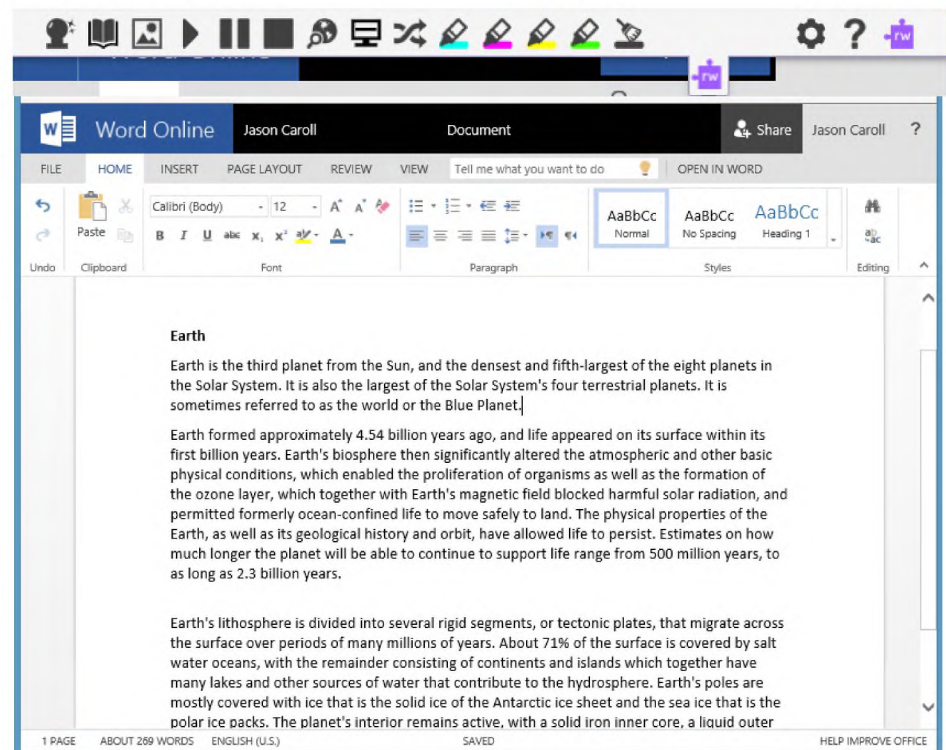 ? rw
rw
W Word Online Jason Caroll Document Share Jason Caroll ?
FILE HOME INSERT PAGE LAYOUT REVIEW VIEW Tell me what you want to do OPEN IN WORD
Calibri (Body) 12 A A
Paste B I U abc x, x² A AaBbCc AaBbCc AaBbCc
Normal No Spacing Heading 1
Undo Clipboard Font Paragraph Styles Editing
Earth
Earth is the third planet from the Sun, and the densest and fifth-largest of the eight planets in
the Solar System. It is also the largest of the Solar System's four terrestrial planets. It is
sometimes referred to as the world or the Blue Planet.
Earth formed approximately 4.54 billion years ago, and life appeared on its surface within its
first billion years. Earth's biosphere then significantly altered the atmospheric and other basic
physical conditions, which enabled the proliferation of organisms as well as the formation of
the ozone layer, which together with Earth's magnetic field blocked harmful solar radiation, and
permitted formerly ocean-confined life to move safely to land. The physical properties of the
Earth, as well as its geological history and orbit, have allowed life to persist. Estimates on how
much longer the planet will be able to continue to support life range from 500 million years, to
as long as 2.3 billion years.
Earth's lithosphere is divided into several rigid segments, or tectonic plates, that migrate across
the surface over periods of many millions of years. About 71% of the surface is covered by salt
water oceans, with the remainder consisting of continents and islands which together have
many lakes and other sources of water that contribute to the hydrosphere. Earth's poles are
mostly covered with ice that is the solid ice of the Antarctic ice sheet and the sea ice that is the
polar ice packs. The planet's interior remains active, with a solid iron inner core, a liquid outer
1 PAGE ABOUT 269 WORDS ENGLISH (U.S.) SAVED HELP IMPROVE OFFICE